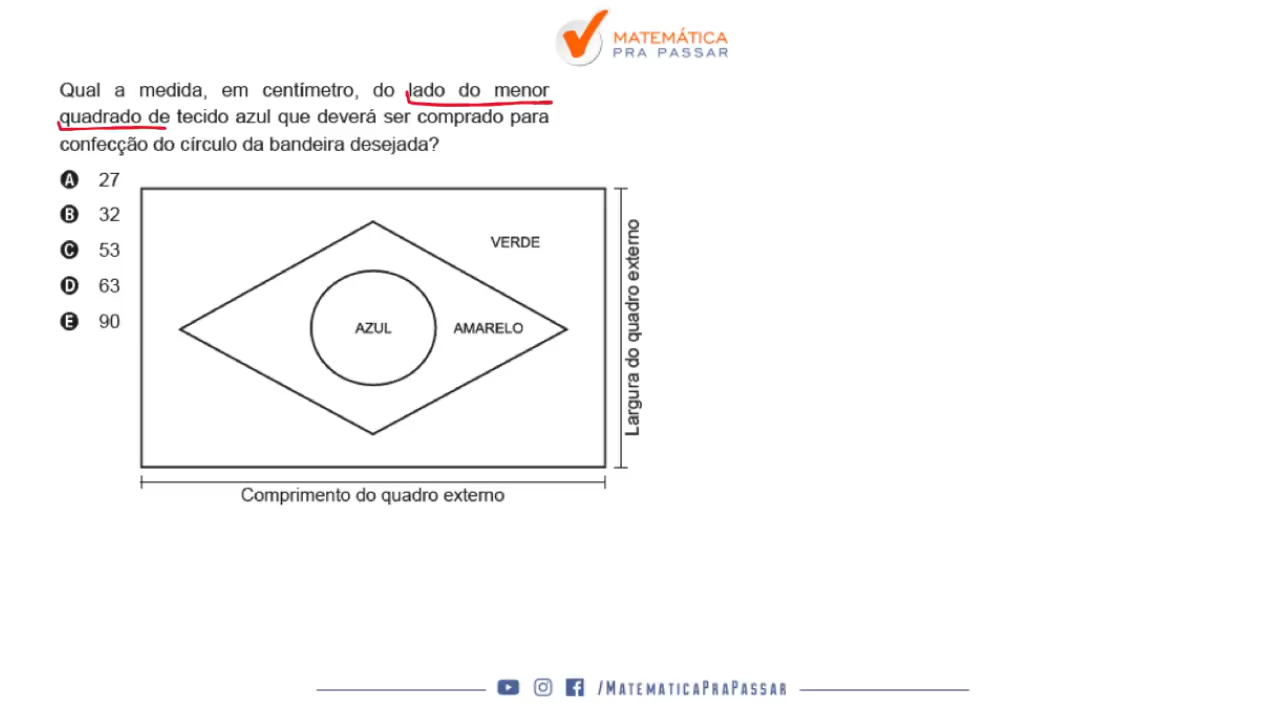 MATEMÁTICA
PRA PASSAR
Qual a medida, em centímetro, do lado do menor
quadrado de tecido azul que deverá ser comprado para
confecção do círculo da bandeira desejada?
A 27
B 32
C 53
D 63
E 90
VERDE
AZUL
AMARELO
Largura do quadro externo
Comprimento do quadro externo
/MATEMATICAPRAPASSAR